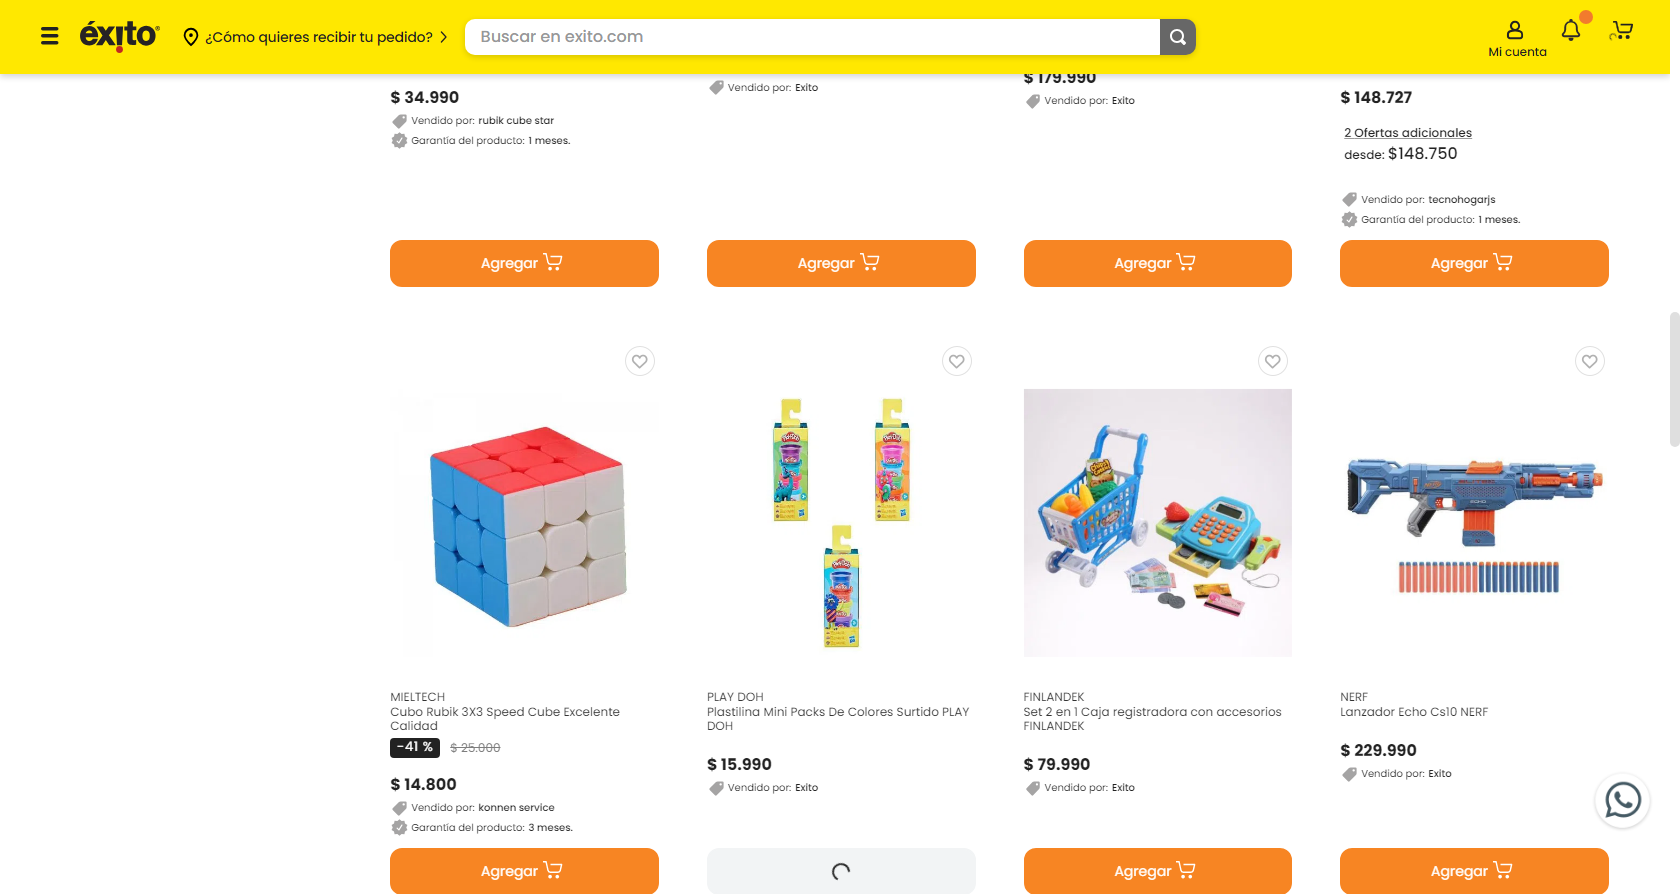 éxito
¿Cómo quieres recibir tu pedido?
Buscar en exito.com
Mi cuenta
$ 34.990
Vendido por: rubik cube star
Garantía del producto: 1 meses.
Vendido por: Exito
$ 179.990
Vendido por: Exito
$ 148.727
2 Ofertas adicionales
desde: $148.750
Vendido por: tecnohogarjs
Garantía del producto: 1 meses.
Agregar
Agregar
Agregar
Agregar
MIELTECH
Cubo Rubik 3X3 Speed Cube Excelente
Calidad
-41 % $ 25.000
$ 14.800
Vendido por: konnen service
Garantía del producto: 3 meses.
Agregar
PLAY DOH
Plastilina Mini Packs De Colores Surtido PLAY
DOH
$ 15.990
Vendido por: Exito
FINLANDEK
Set 2 en 1 Caja registradora con accesorios
FINLANDEK
$ 79.990
Vendido por: Exito
Agregar
NERF
Lanzador Echo Cs10 NERF
$ 229.990
Vendido por: Exito
Agregar